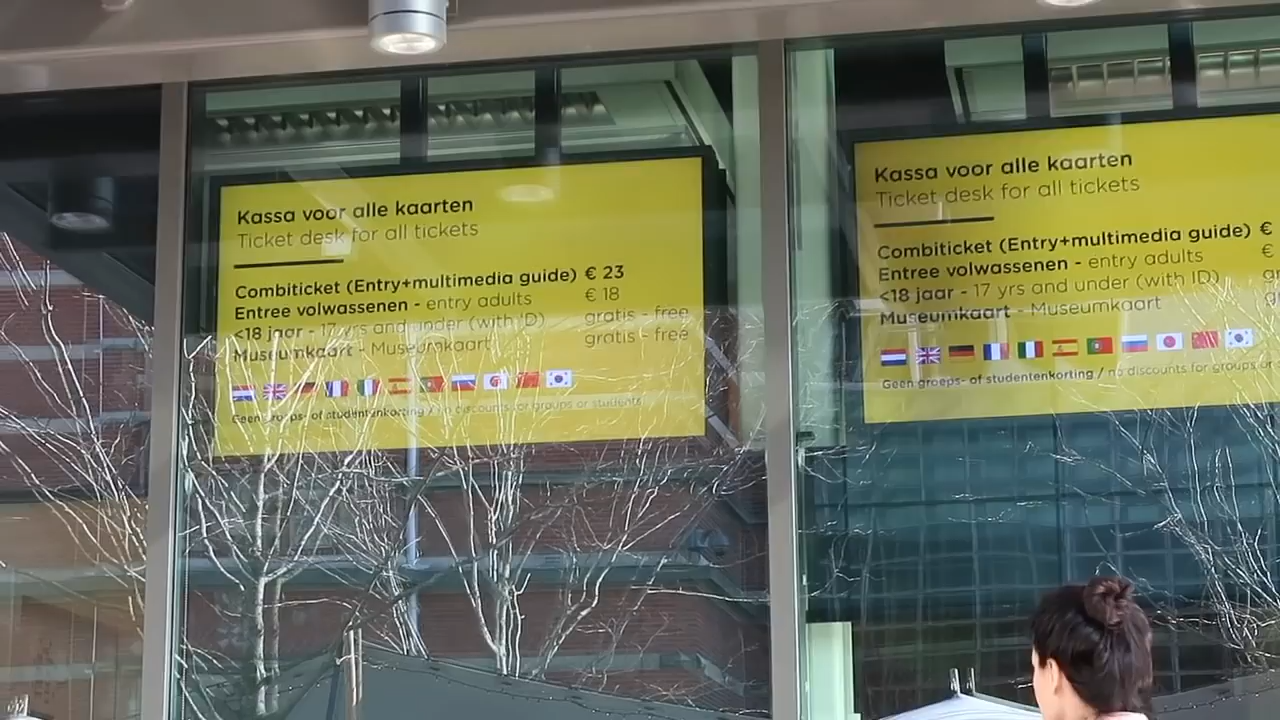 Kassa voor alle kaarten
Ticket desk for all tickets
Combiticket (Entry+multimedia guide) € 23
Entree volwassenen - entry adults € 18
<18 jaar - 17 yrs and under (with ID) gratis - free
Museumkaart - Museumkaart gratis - free
Geen groeps- of studentenkorting / no discounts for groups or students
Kassa voor alle kaarten
Ticket desk for all tickets
Combiticket (Entry+multimedia guide) €
Entree volwassenen - entry adults €
<18 jaar - 17 yrs and under (with ID)
Museumkaart - Museumkaart
Geen groeps- of studentenkorting / no discounts for groups or